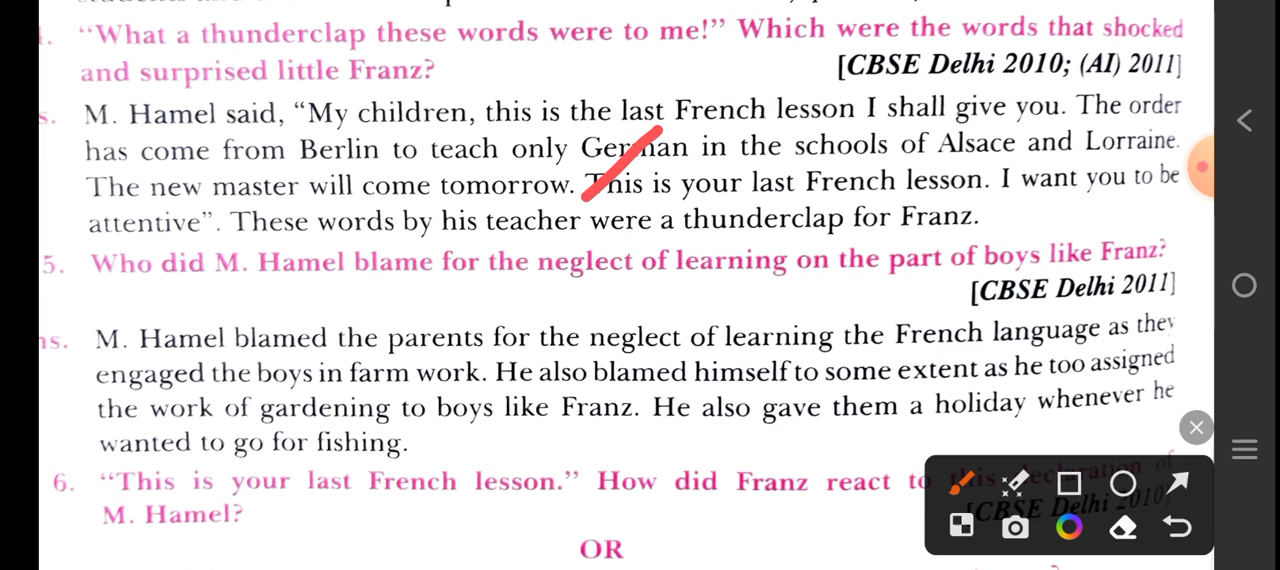 "What a thunderclap these words were to me!" Which were the words that shocked
and surprised little Franz? [CBSE Delhi 2010; (AI) 2011]
s. M. Hamel said, "My children, this is the last French lesson I shall give you. The order
has come from Berlin to teach only German in the schools of Alsace and Lorraine.
The new master will come tomorrow. This is your last French lesson. I want you to be
attentive". These words by his teacher were a thunderclap for Franz.
5. Who did M. Hamel blame for the neglect of learning on the part of boys like Franz?
[CBSE Delhi 2011]
ns. M. Hamel blamed the parents for the neglect of learning the French language as they
engaged the boys in farm work. He also blamed himself to some extent as he too assigned
the work of gardening to boys like Franz. He also gave them a holiday whenever he
wanted to go for fishing.
6. "This is your last French lesson." How did Franz react to this declaration of
M. Hamel? [CBSE Delhi 2010]
OR